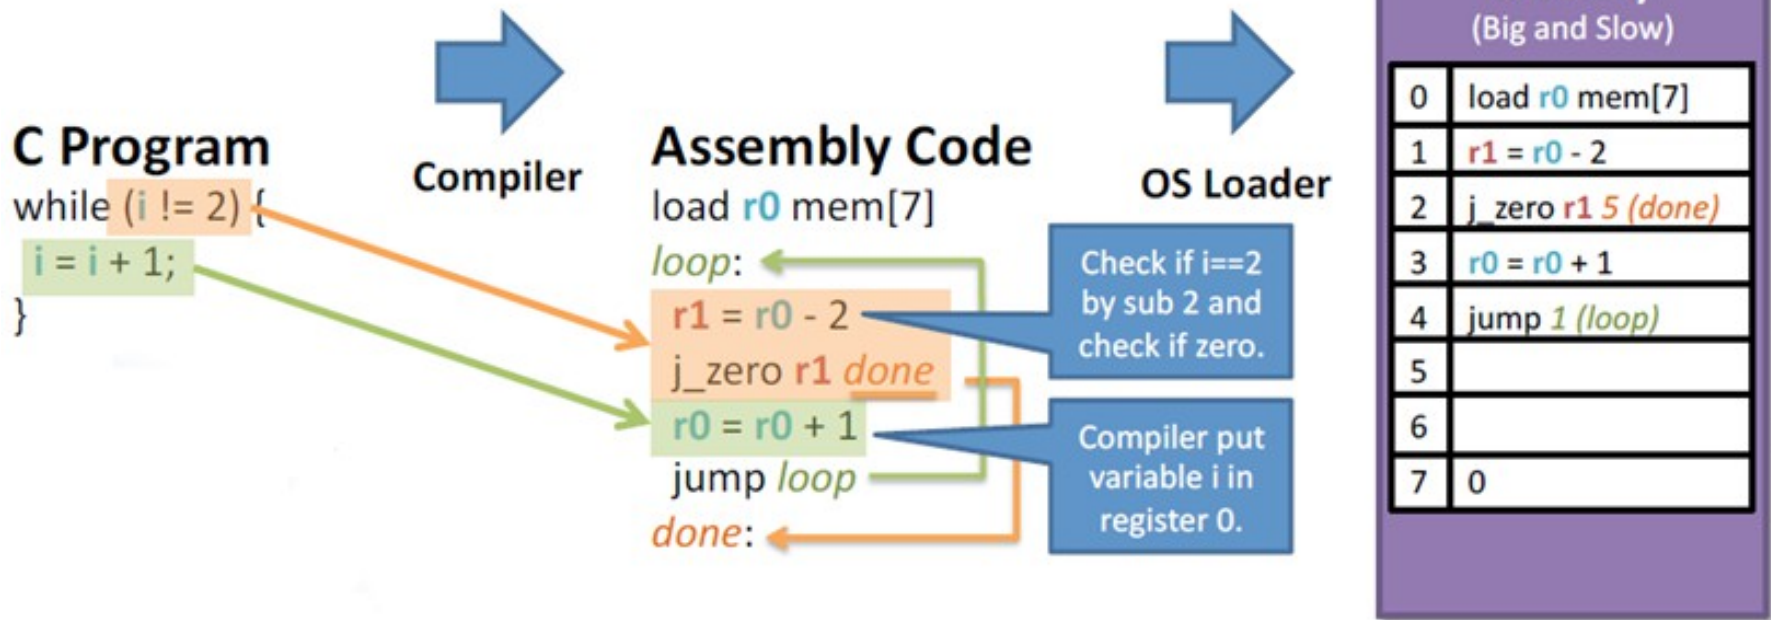 C Program
while (i != 2) {
i = i + 1;
}
Compiler
Assembly Code
load r0 mem[7]
loop:
r1 = r0 - 2
j_zero r1 done
r0 = r0 + 1
jump loop
done:
OS Loader
Check if i==2
by sub 2 and
check if zero.
Compiler put
variable i in
register 0.
(Big and Slow)
0 load r0 mem[7]
1 r1 = r0 - 2
2 j_zero r1 5 (done)
3 r0 = r0 + 1
4 jump 1 (loop)
5
6
7 0